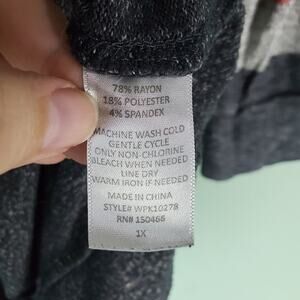 78% RAYON
18% POLYESTER
4% SPANDEX
MACHINE WASH COLD
GENTLE CYCLE
ONLY NON-CHLORINE
BLEACH WHEN NEEDED
LINE DRY
WARM IRON IF NEEDED
MADE IN CHINA
STYLE# WPK10278
RN# 150466
1X